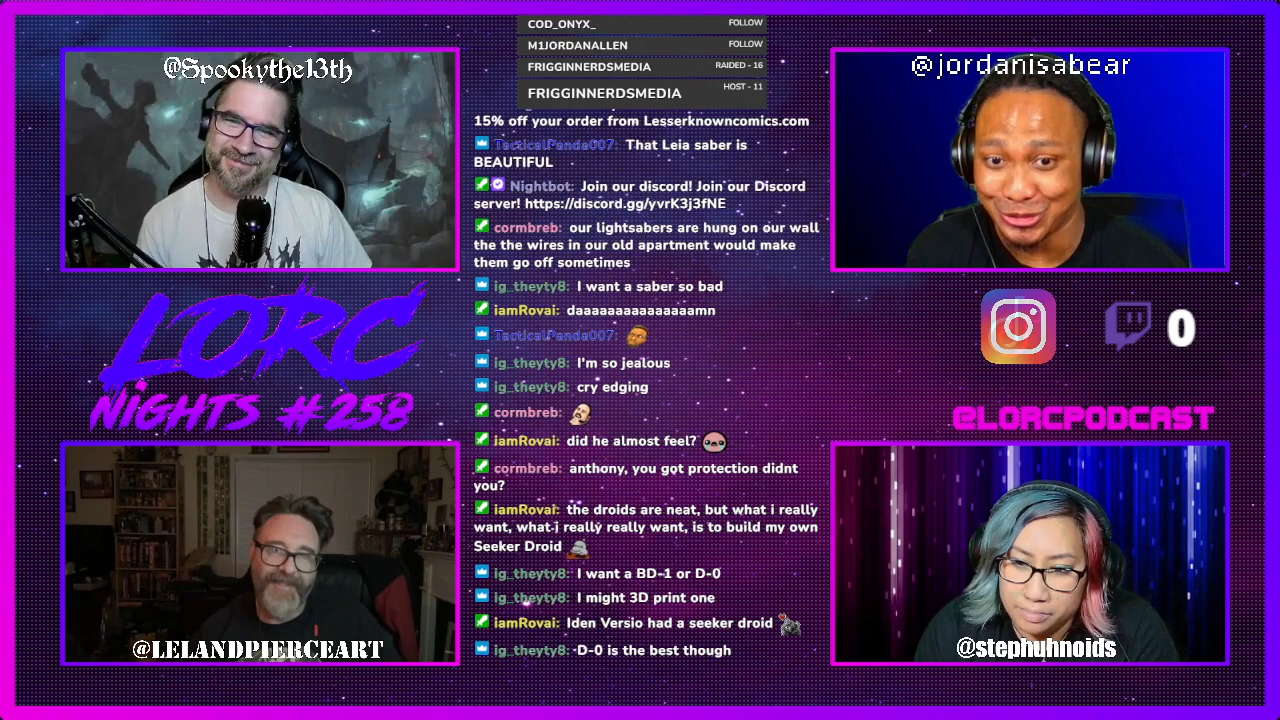 COD_ONYX_ FOLLOW
M1JORDANALLEN FOLLOW
FRIGGINNERDSMEDIA RAIDED - 16
FRIGGINNERDSMEDIA HOST - 11
@Spookythe13th
@jordanisabear
15% off your order from Lesserknowncomics.com
TacticalPanda007: That Leia saber is
BEAUTIFUL
Nightbot: Join our discord! Join our Discord
server! https://discord.gg/yvrK3j3fNE
cormbreb: our lightsabers are hung on our wall
the the wires in our old apartment would make
them go off sometimes
ig_theyty8: I want a saber so bad
iamRovai: daaaaaaaaaaaaaaamn
TacticalPanda007:
ig_theyty8: I'm so jealous
ig_theyty8: cry edging
cormbreb:
iamRovai: did he almost feel?
cormbreb: anthony, you got protection didnt
you?
iamRovai: the droids are neat, but what i really
want, what i really really want, is to build my own
Seeker Droid
ig_theyty8: I want a BD-1 or D-0
ig_theyty8: I might 3D print one
iamRovai: Iden Versio had a seeker droid
ig_theyty8: D-0 is the best though
LORC
NIGHTS #258
0
@LORCPODCAST
@LELANDPIERCEART
@stephuhnoids